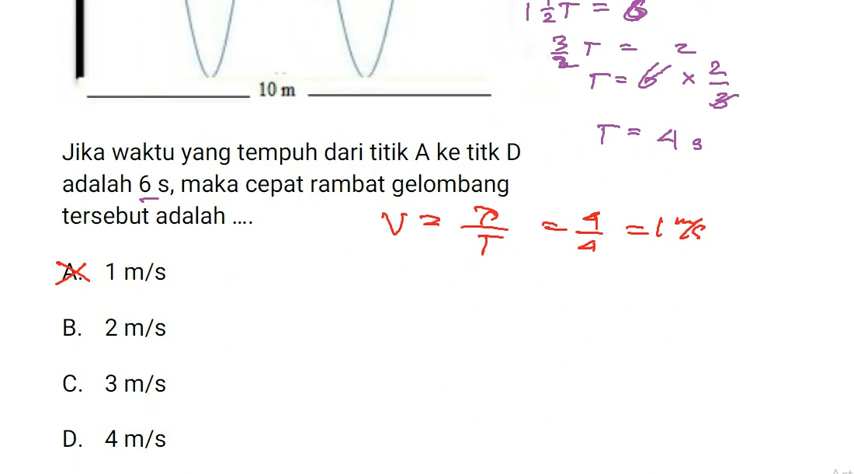 1 1/2 T = 6
3/2 T = 2
T = 6 × 2/3
10 m
T = 4 s
Jika waktu yang tempuh dari titik A ke titk D
adalah 6 s, maka cepat rambat gelombang
tersebut adalah ....
V = λ/T = 4/4 = 1 m/s
A. 1 m/s
B. 2 m/s
C. 3 m/s
D. 4 m/s